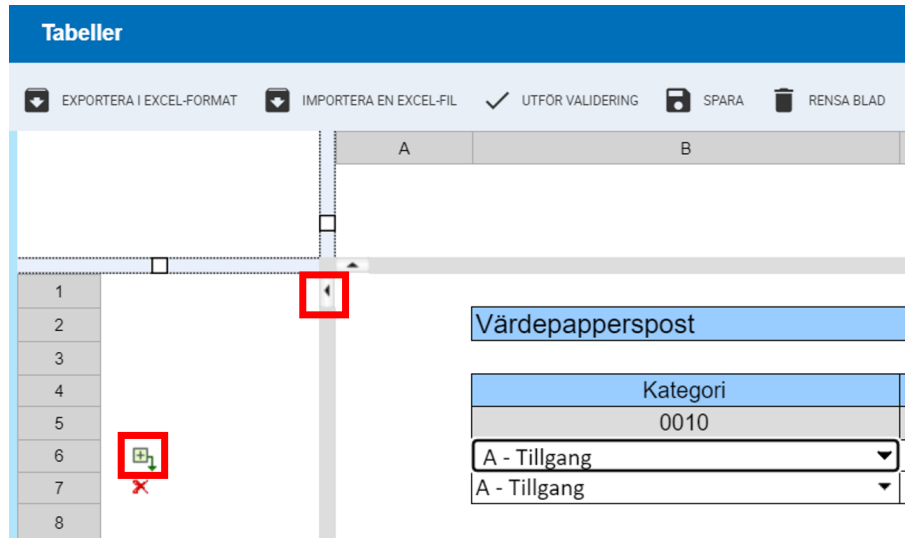 Tabeller
EXPORTERA I EXCEL-FORMAT IMPORTERA EN EXCEL-FIL UTFÖR VALIDERING SPARA RENSA BLAD
A B
1
2 Värdepapperspost
3
4 Kategori
5 0010
6 A - Tillgang
7 A - Tillgang
8